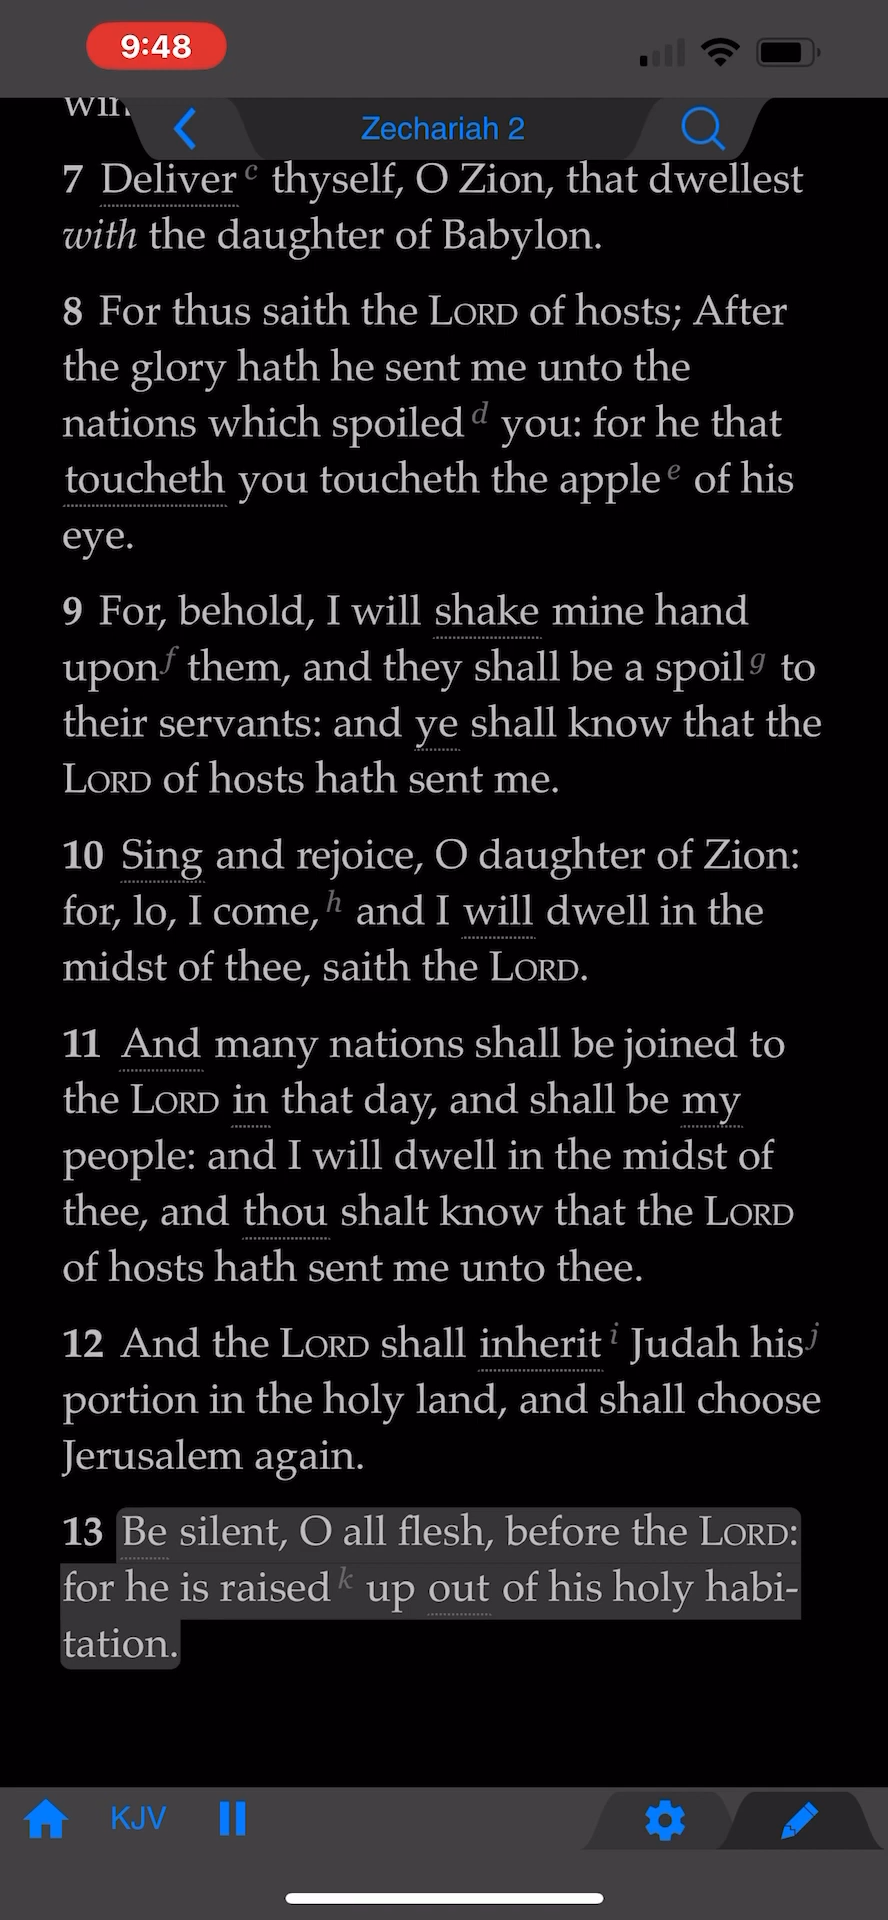 9:48
Zechariah 2
7 Deliver c thyself, O Zion, that dwellest
with the daughter of Babylon.
8 For thus saith the LORD of hosts; After
the glory hath he sent me unto the
nations which spoiled d you: for he that
toucheth you toucheth the apple e of his
eye.
9 For, behold, I will shake mine hand
upon f them, and they shall be a spoil g to
their servants: and ye shall know that the
LORD of hosts hath sent me.
10 Sing and rejoice, O daughter of Zion:
for, lo, I come, h and I will dwell in the
midst of thee, saith the LORD.
11 And many nations shall be joined to
the LORD in that day, and shall be my
people: and I will dwell in the midst of
thee, and thou shalt know that the LORD
of hosts hath sent me unto thee.
12 And the LORD shall inherit i Judah his j
portion in the holy land, and shall choose
Jerusalem again.
13 Be silent, O all flesh, before the LORD:
for he is raised k up out of his holy habi-
tation.
KJV